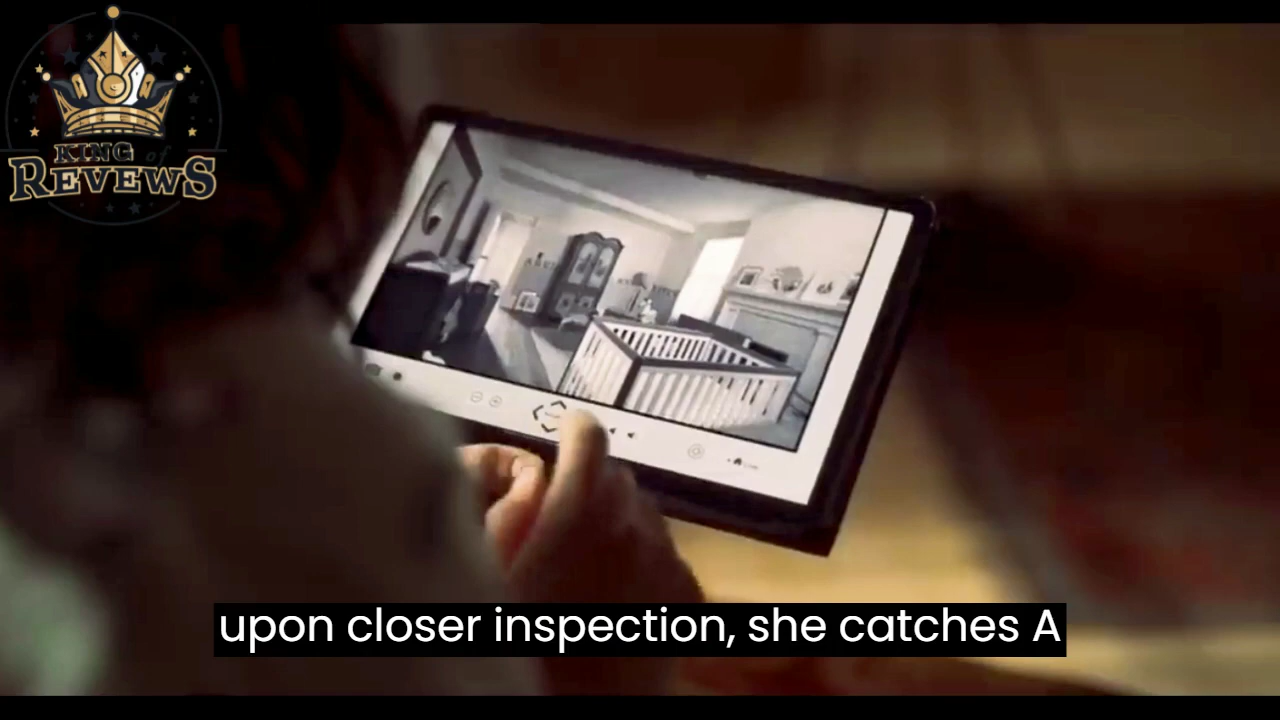 KING of
REVEWS
upon closer inspection, she catches A